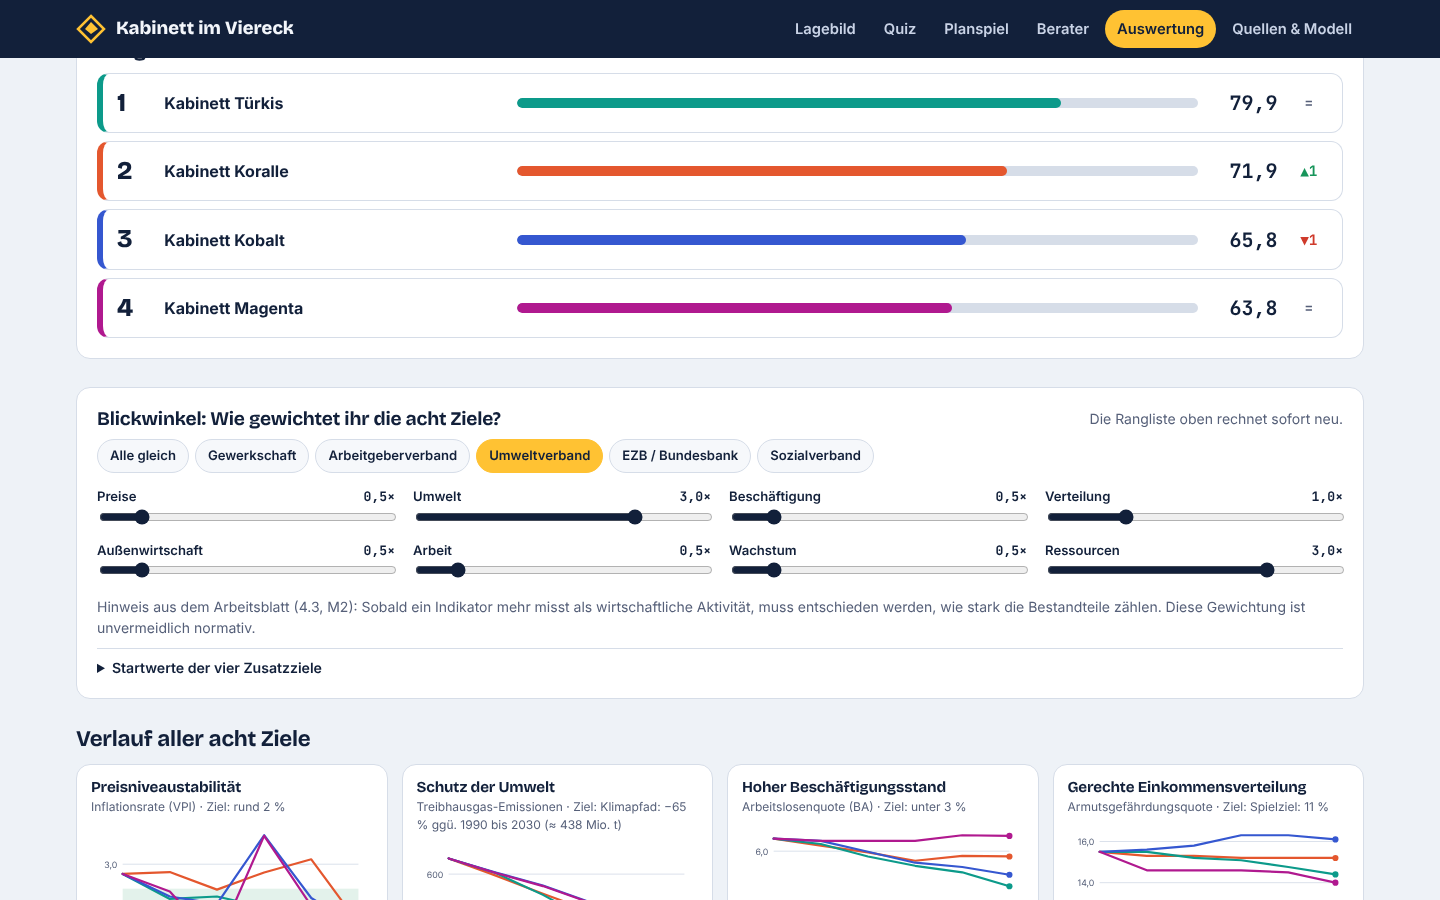 Kabinett im Viereck
Lagebild Quiz Planspiel Berater Auswertung Quellen & Modell
1 Kabinett Türkis 79,9 =
2 Kabinett Koralle 71,9 ▲1
3 Kabinett Kobalt 65,8 ▼1
4 Kabinett Magenta 63,8 =
Blickwinkel: Wie gewichtet ihr die acht Ziele?
Die Rangliste oben rechnet sofort neu.
Alle gleich Gewerkschaft Arbeitgeberverband Umweltverband EZB / Bundesbank Sozialverband
Preise 0,5× Umwelt 3,0× Beschäftigung 0,5× Verteilung 1,0×
Außenwirtschaft 0,5× Arbeit 0,5× Wachstum 0,5× Ressourcen 3,0×
Hinweis aus dem Arbeitsblatt (4.3, M2): Sobald ein Indikator mehr misst als wirtschaftliche Aktivität, muss entschieden werden, wie stark die Bestandteile zählen. Diese Gewichtung ist
unvermeidlich normativ.
▶ Startwerte der vier Zusatzziele
Verlauf aller acht Ziele
Preisniveaustabilität
Inflationsrate (VPI) · Ziel: rund 2 %
3,0
Schutz der Umwelt
Treibhausgas-Emissionen · Ziel: Klimapfad: −65
% ggü. 1990 bis 2030 (≈ 438 Mio. t)
600
Hoher Beschäftigungsstand
Arbeitslosenquote (BA) · Ziel: unter 3 %
6,0
Gerechte Einkommensverteilung
Armutsgefährdungsquote · Ziel: Spielziel: 11 %
16,0
14,0